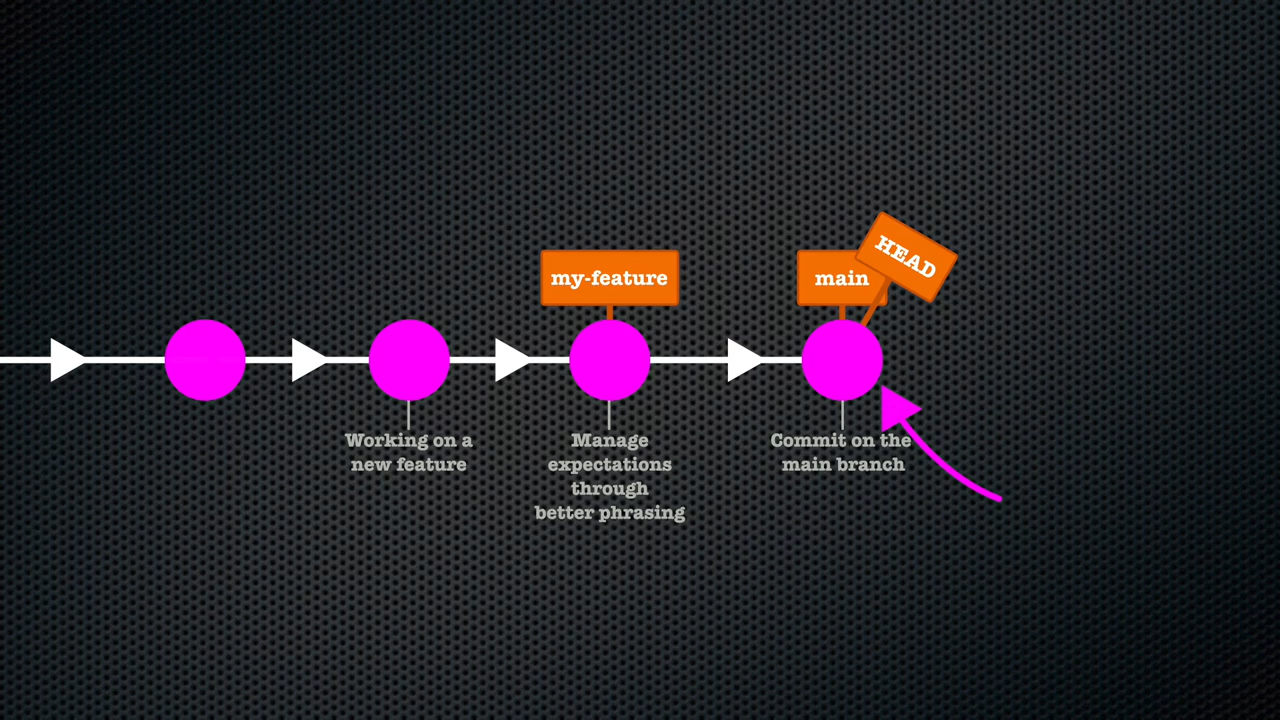 my-feature
main
HEAD
Working on a
new feature
Manage
expectations
through
better phrasing
Commit on the
main branch